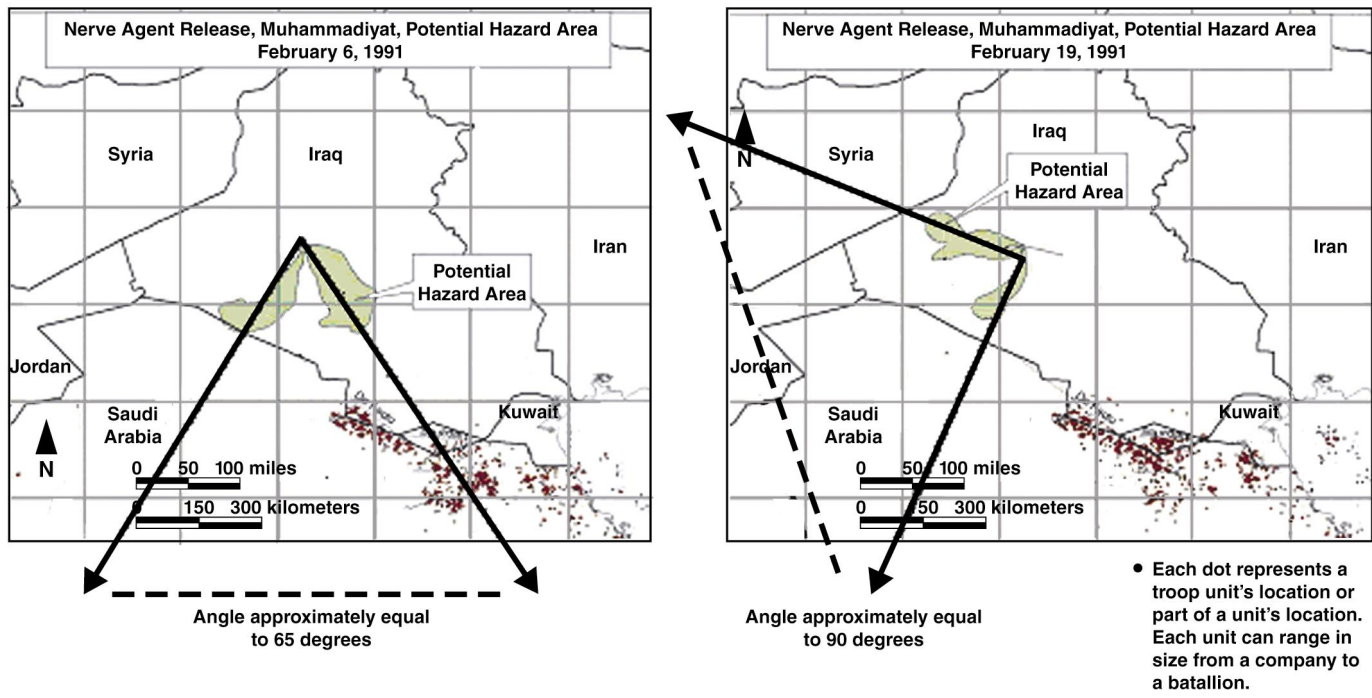 Nerve Agent Release, Muhammadiyat, Potential Hazard Area
February 6, 1991
Syria
Iraq
Iran
Potential
Hazard Area
Jordan
Saudi
Arabia
Kuwait
N
0 50 100 miles
0 150 300 kilometers
Angle approximately equal
to 65 degrees
Nerve Agent Release, Muhammadiyat, Potential Hazard Area
February 19, 1991
N
Syria
Iraq
Potential
Hazard Area
Iran
Jordan
Saudi
Arabia
Kuwait
0 50 100 miles
0 150 300 kilometers
Angle approximately equal
to 90 degrees
• Each dot represents a
troop unit's location or
part of a unit's location.
Each unit can range in
size from a company to
a batallion.